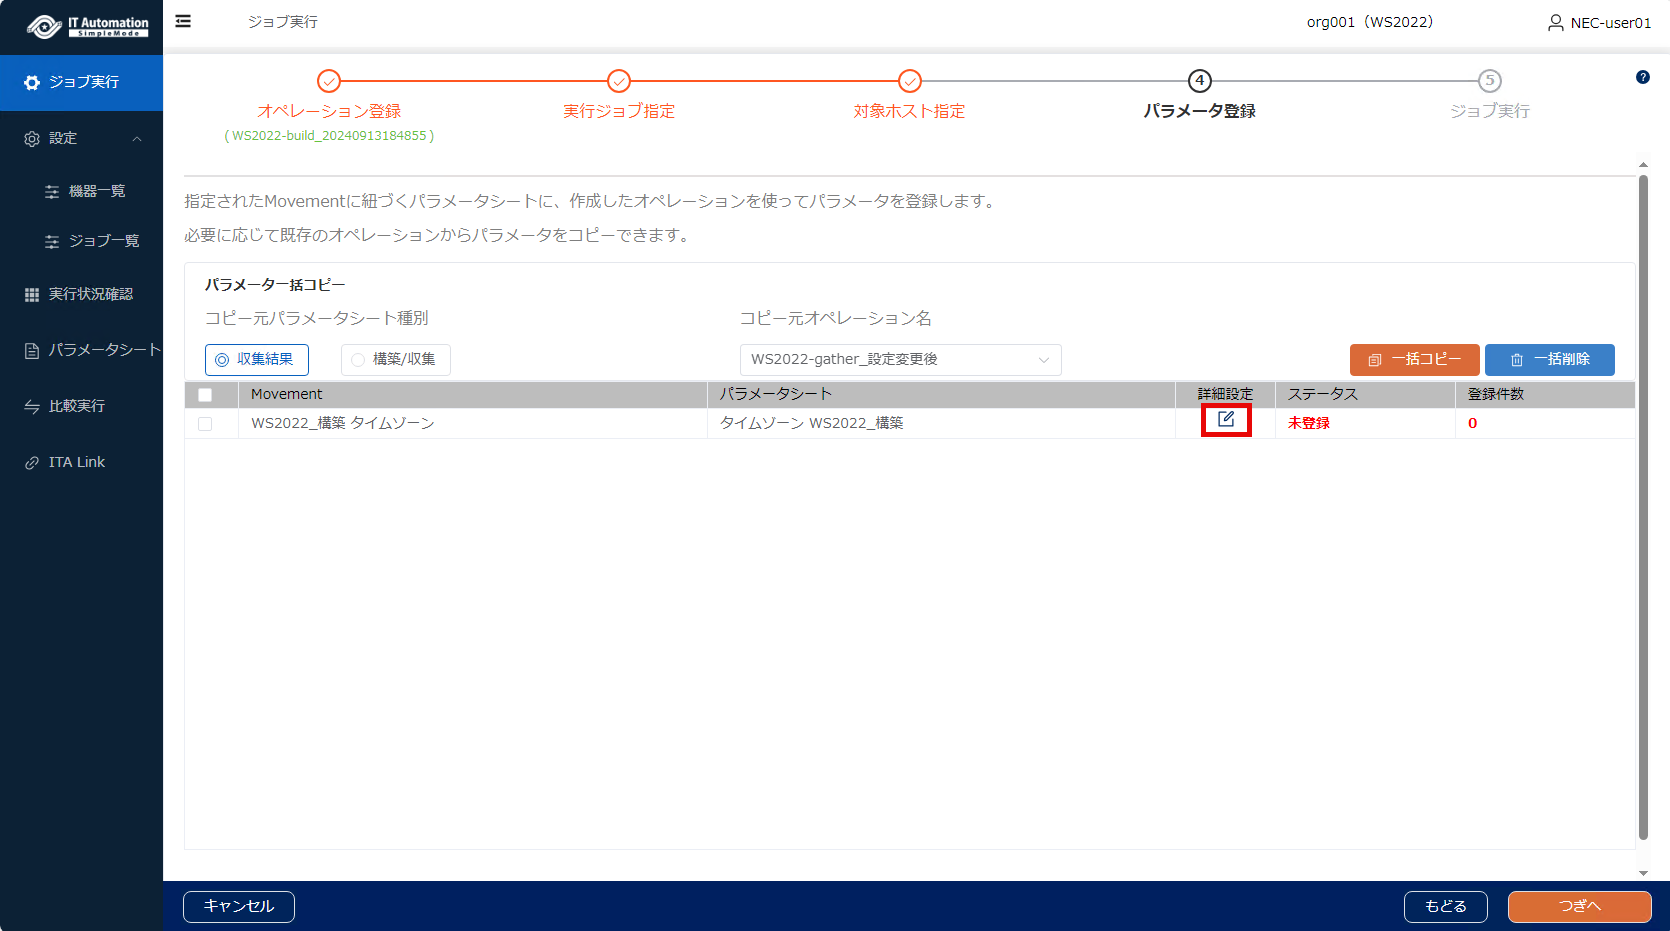 IT Automation
SimpleMode
ジョブ実行
org001（WS2022）
NEC-user01
ジョブ実行
設定
機器一覧
ジョブ一覧
実行状況確認
パラメータシート
比較実行
ITA Link
オペレーション登録
(WS2022-build_20240913184855)
実行ジョブ指定
対象ホスト指定
4
パラメータ登録
5
ジョブ実行
?
指定されたMovementに紐づくパラメータシートに、作成したオペレーションを使ってパラメータを登録します。
必要に応じて既存のオペレーションからパラメータをコピーできます。
パラメータ一括コピー
コピー元パラメータシート種別
コピー元オペレーション名
収集結果
構築/収集
WS2022-gather_設定変更後
一括コピー
一括削除
Movement
パラメータシート
詳細設定
ステータス
登録件数
WS2022_構築 タイムゾーン
タイムゾーン WS2022_構築
未登録
0
キャンセル
もどる
つぎへ